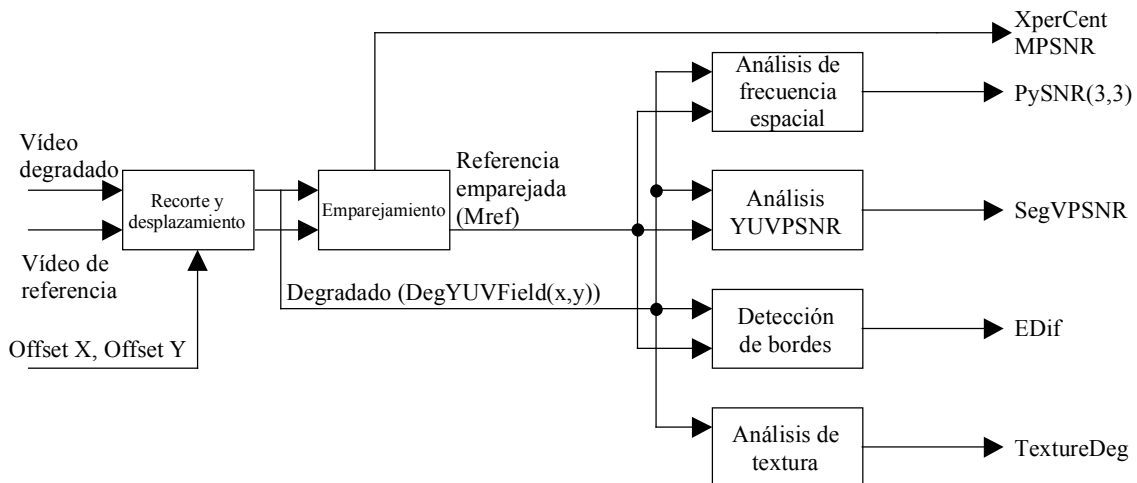 XperCent
MPSNR
Análisis de
frecuencia
espacial
PySNR(3,3)
Vídeo
degradado
Recorte y
desplazamiento
Emparejamiento
Referencia
emparejada
(Mref)
Análisis
YUVPSNR
SegVPSNR
Vídeo de
referencia
Degradado (DegYUVField(x,y))
Detección
de bordes
EDif
Offset X, Offset Y
Análisis de
textura
TextureDeg